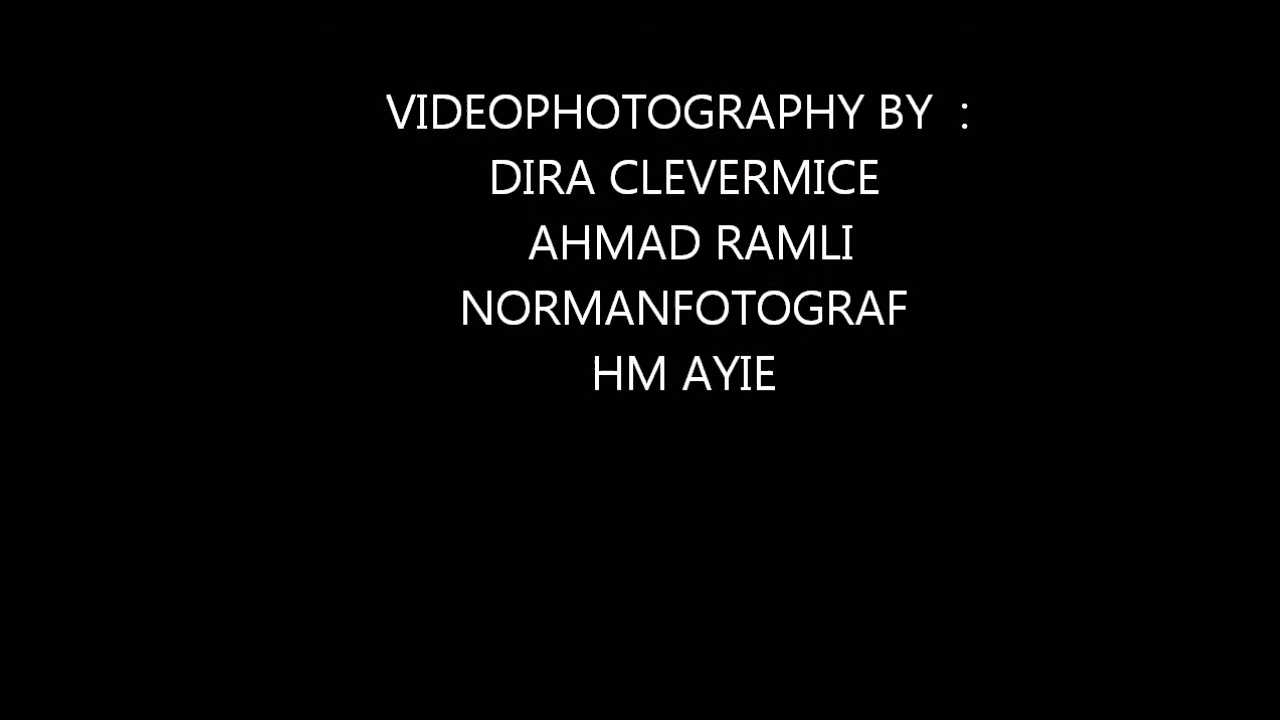 VIDEOPHOTOGRAPHY BY :
DIRA CLEVERMICE
AHMAD RAMLI
NORMANFOTOGRAF
HM AYIE